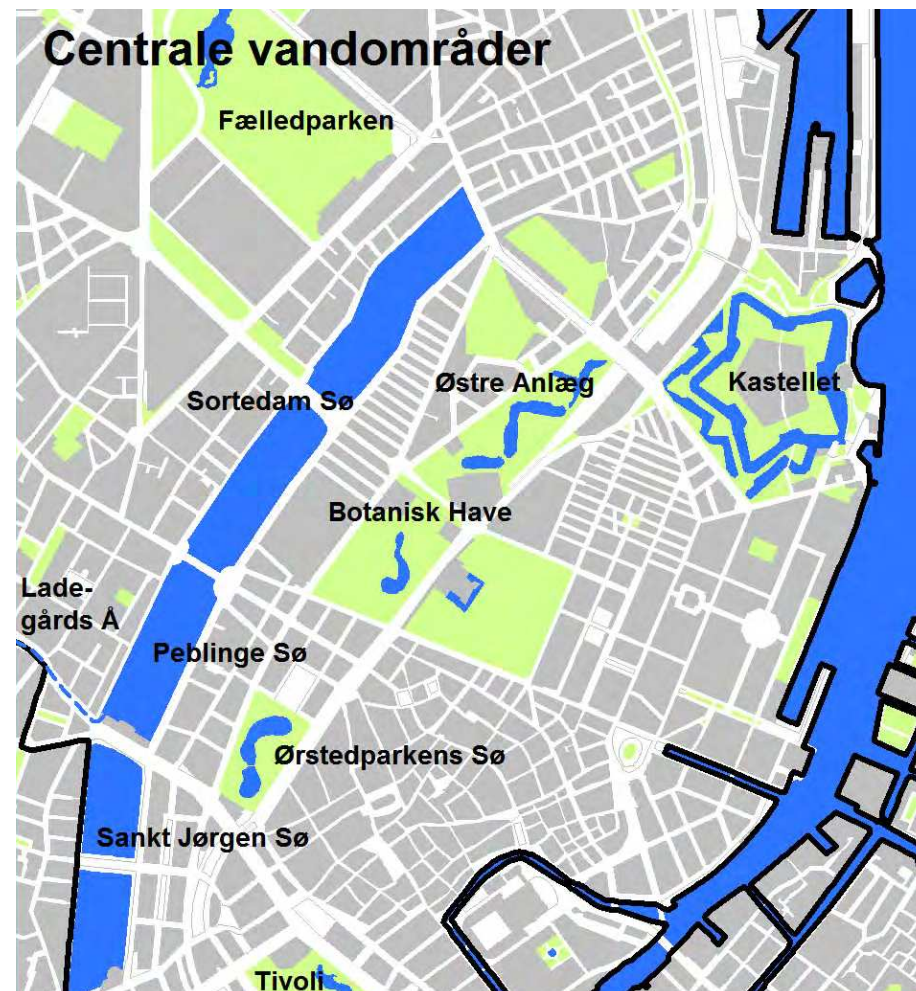 Centrale vandområder
Fælledparken
Østre Anlæg
Kastellet
Sortedam Sø
Botanisk Have
Lade-
gårds Å
Peblinge Sø
Ørstedparkens Sø
Sankt Jørgen Sø
Tivoli